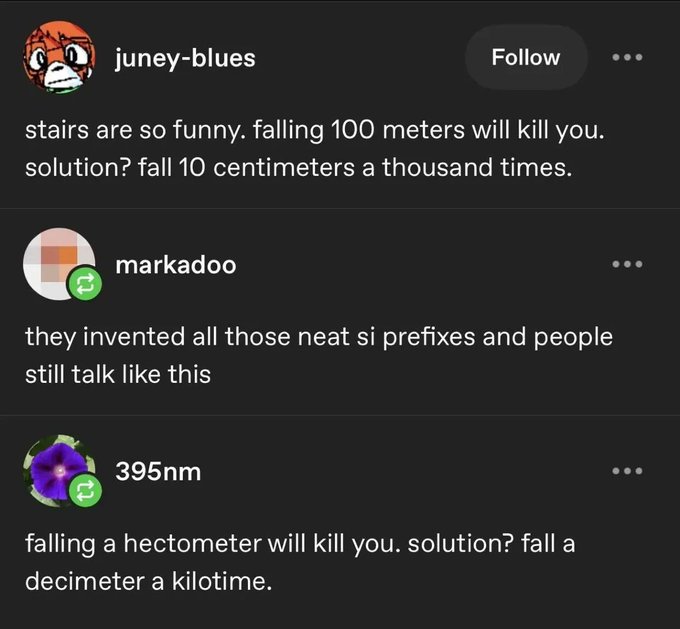 juney-blues
Follow
stairs are so funny. falling 100 meters will kill you.
solution? fall 10 centimeters a thousand times.
markadoo
they invented all those neat si prefixes and people
still talk like this
395nm
falling a hectometer will kill you. solution? fall a
decimeter a kilotime.